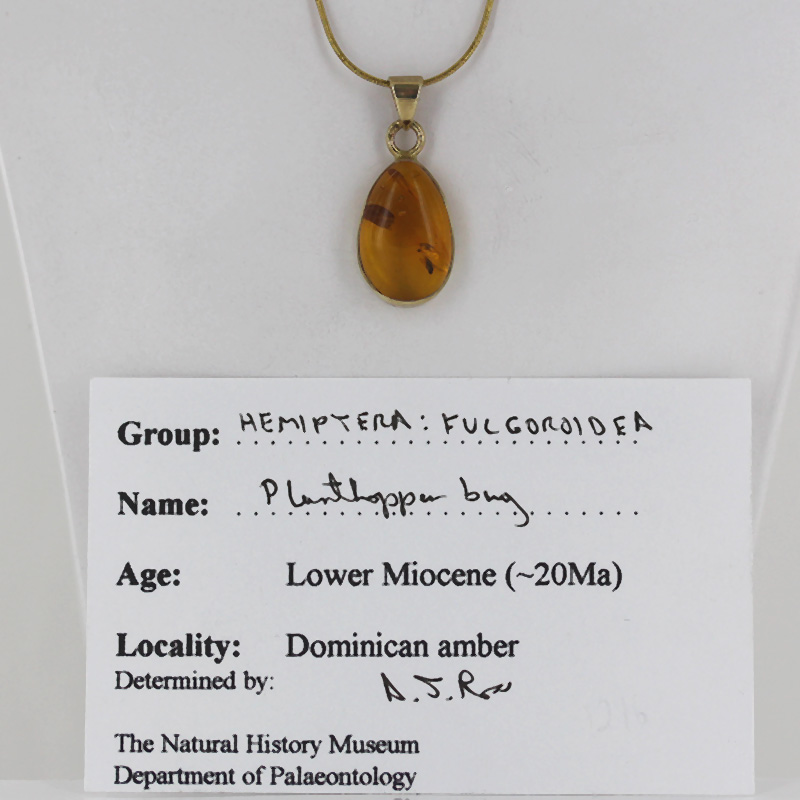 Group: HEMIPTERA: FULGOROIDEA
Name: Planthopper bug
Age: Lower Miocene (~20Ma)
Locality: Dominican amber
Determined by: A.J. Ross
The Natural History Museum
Department of Palaeontology